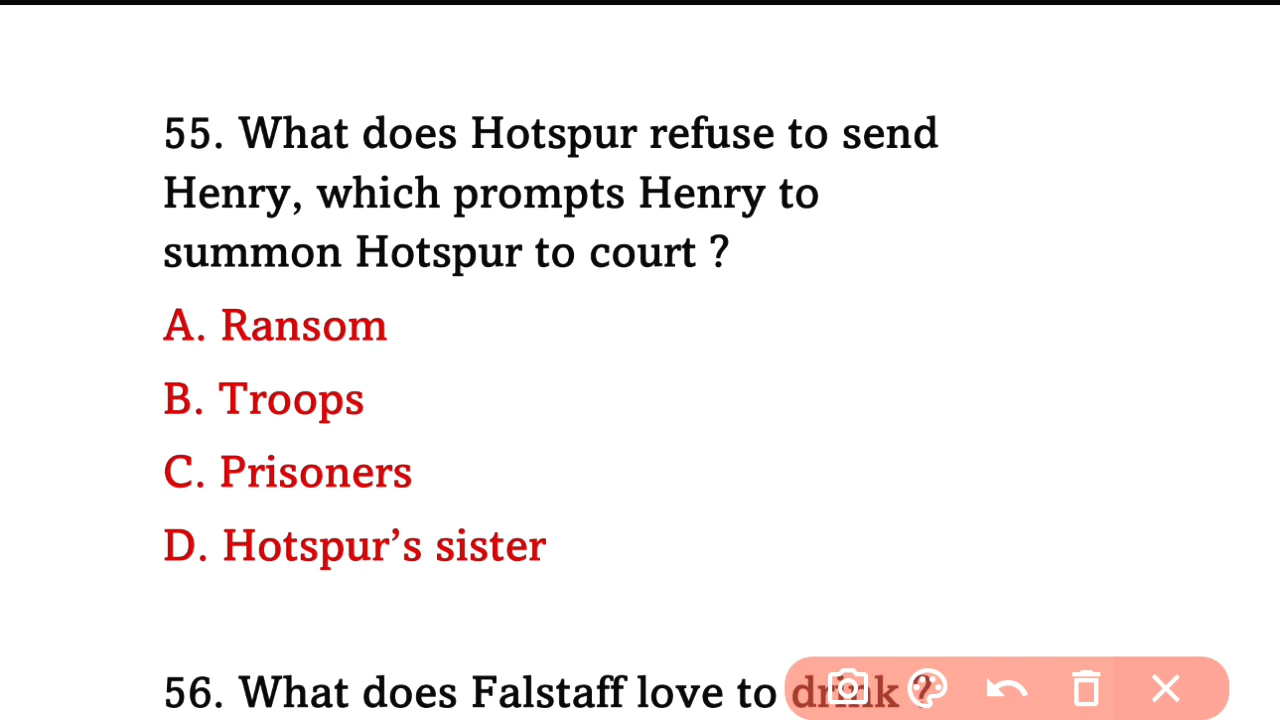 55. What does Hotspur refuse to send
Henry, which prompts Henry to
summon Hotspur to court ?
A. Ransom
B. Troops
C. Prisoners
D. Hotspur’s sister
56. What does Falstaff love to drink ?